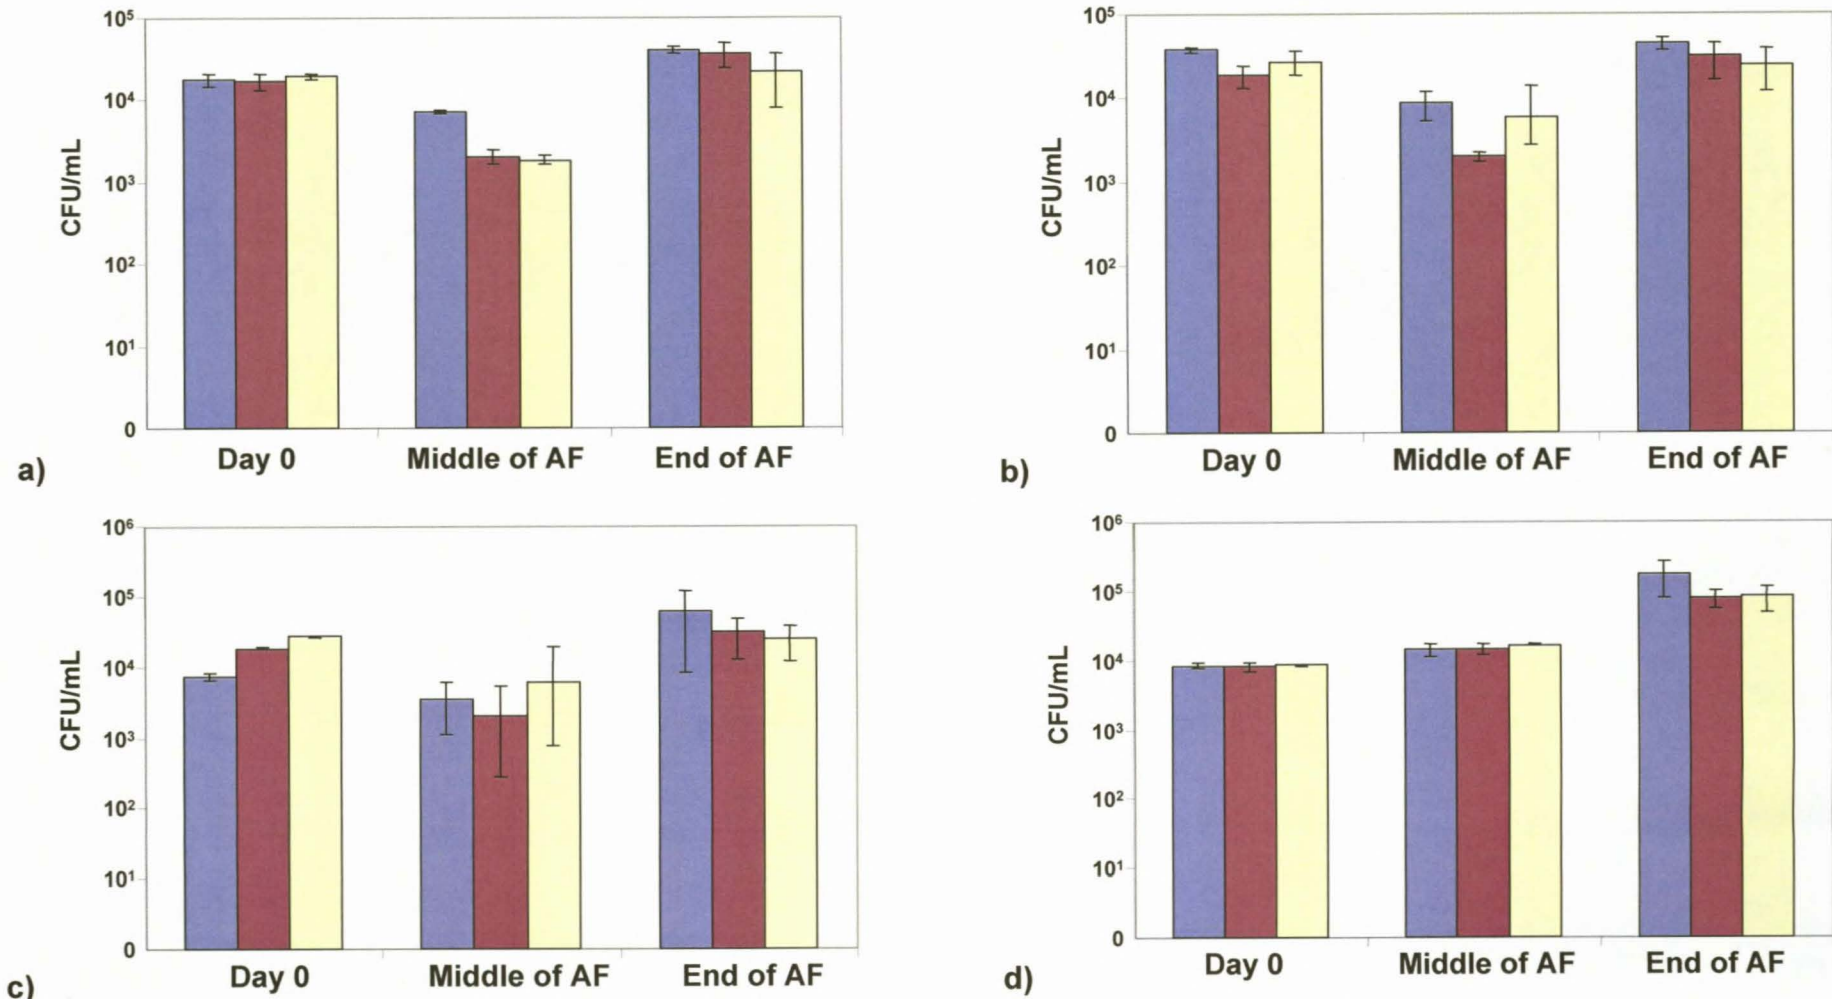 10⁵
10⁴
10³
10²
10¹
0
CFU/mL
Day 0 Middle of AF End of AF
a)
10⁵
10⁴
10³
10²
10¹
0
CFU/mL
Day 0 Middle of AF End of AF
b)
10⁶
10⁵
10⁴
10³
10²
10¹
0
CFU/mL
Day 0 Middle of AF End of AF
c)
10⁶
10⁵
10⁴
10³
10²
10¹
0
CFU/mL
Day 0 Middle of AF End of AF
d)